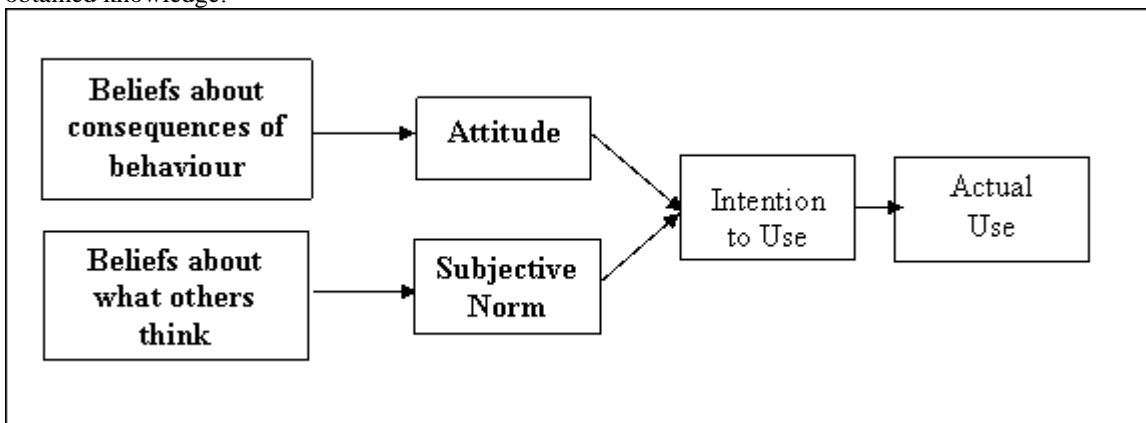 obtained knowledge.
Beliefs about
consequences of
behaviour
Attitude
Intention
to Use
Actual
Use
Beliefs about
what others
think
Subjective
Norm